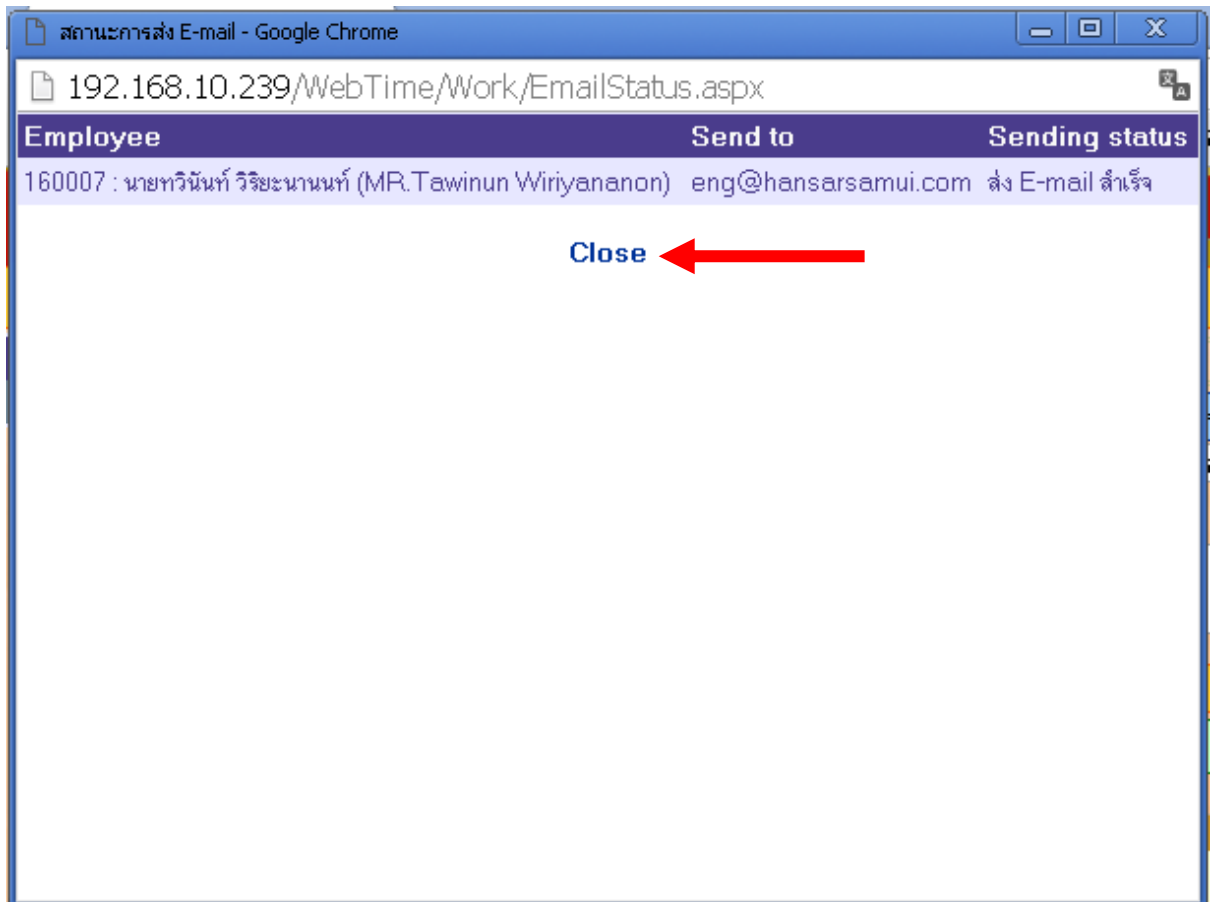 สถานะการส่ง E-mail - Google Chrome
192.168.10.239/WebTime/Work/EmailStatus.aspx
Employee Send to Sending status
160007 : นายทวินันท์ วิริยะนานนท์ (MR.Tawinun Wiriyananon) eng@hansarsamui.com ส่ง E-mail สำเร็จ
Close